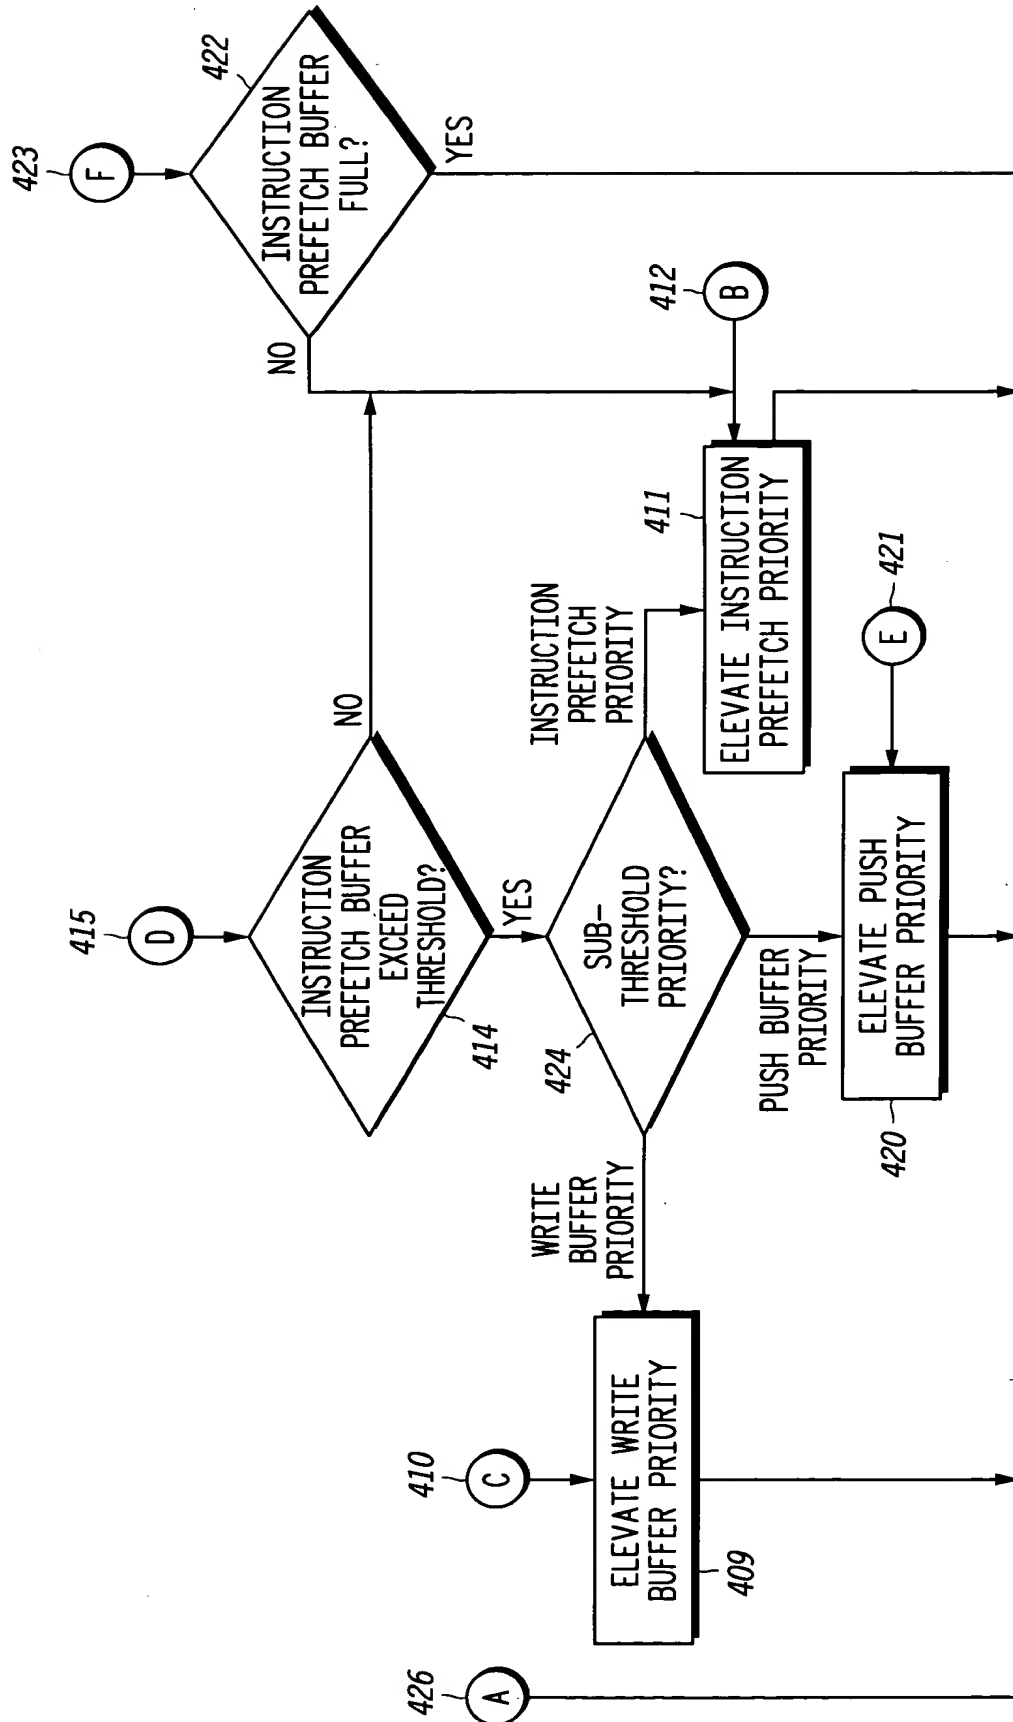 423
F
INSTRUCTION
PREFETCH BUFFER
FULL?
422
NO
YES
415
D
INSTRUCTION
PREFETCH BUFFER
EXCEED
THRESHOLD?
414
NO
YES
SUB-
THRESHOLD
PRIORITY?
424
INSTRUCTION
PREFETCH
PRIORITY
412
B
411
ELEVATE INSTRUCTION
PREFETCH PRIORITY
WRITE
BUFFER
PRIORITY
PUSH BUFFER
PRIORITY
421
E
ELEVATE PUSH
BUFFER PRIORITY
420
410
C
ELEVATE WRITE
BUFFER PRIORITY
409
426
A